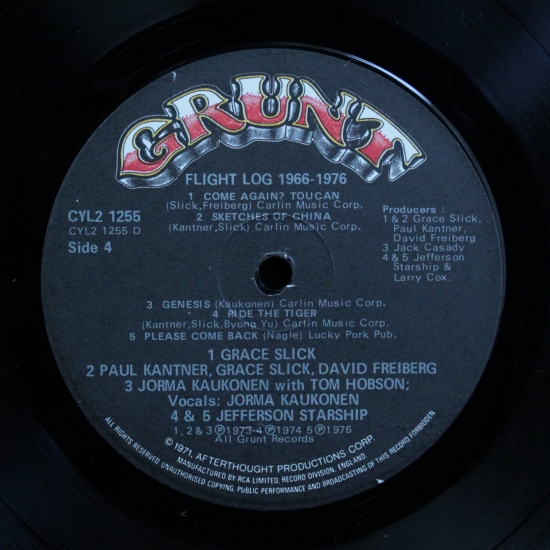 GRUNT
FLIGHT LOG 1966-1976
1 COME AGAIN? TOUCAN
(Slick,Freiberg) Carlin Music Corp.
2 SKETCHES OF CHINA
(Kantner,Slick) Carlin Music Corp.
CYL2 1255
CYL2 1255 D
Side 4
Producers :
1 & 2 Grace Slick,
Paul Kantner,
David Freiberg
3 Jack Casady
4 & 5 Jefferson
Starship &
Larry Cox.
3 GENESIS (Kaukonen) Carlin Music Corp.
4 RIDE THE TIGER
(Kantner,Slick,Byong Yu) Carlin Music Corp.
5 PLEASE COME BACK (Nagle) Lucky Pork Pub.
1 GRACE SLICK
2 PAUL KANTNER, GRACE SLICK, DAVID FREIBERG
3 JORMA KAUKONEN with TOM HOBSON;
Vocals: JORMA KAUKONEN
4 & 5 JEFFERSON STARSHIP
1, 2 & 3 Ⓟ1973-4 Ⓟ1974 5 Ⓟ1976
All Grunt Records
© 1971, AFTERTHOUGHT PRODUCTIONS CORP.
MANUFACTURED BY RCA LIMITED, RECORD DIVISION, ENGLAND.
ALL RIGHTS RESERVED. UNAUTHORISED COPYING, PUBLIC PERFORMANCE AND BROADCASTING OF THIS RECORD FORBIDDEN